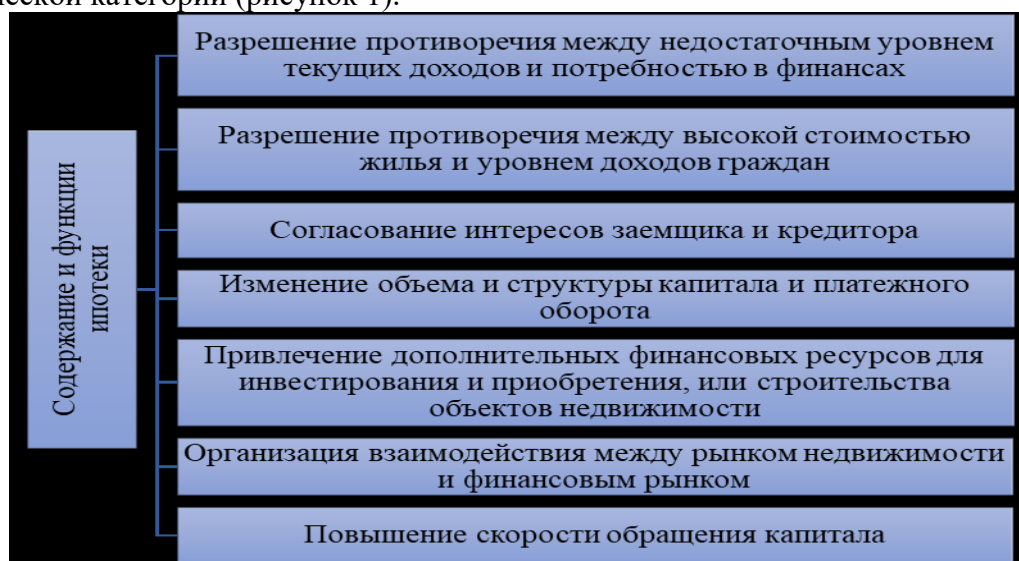 ческой категории (рисунок 1).
Содержание и функции
ипотеки
Разрешение противоречия между недостаточным уровнем
текущих доходов и потребностью в финансах
Разрешение противоречия между высокой стоимостью
жилья и уровнем доходов граждан
Согласование интересов заемщика и кредитора
Изменение объема и структуры капитала и платежного
оборота
Привлечение дополнительных финансовых ресурсов для
инвестирования и приобретения, или строительства
объектов недвижимости
Организация взаимодействия между рынком недвижимости
и финансовым рынком
Повышение скорости обращения капитала